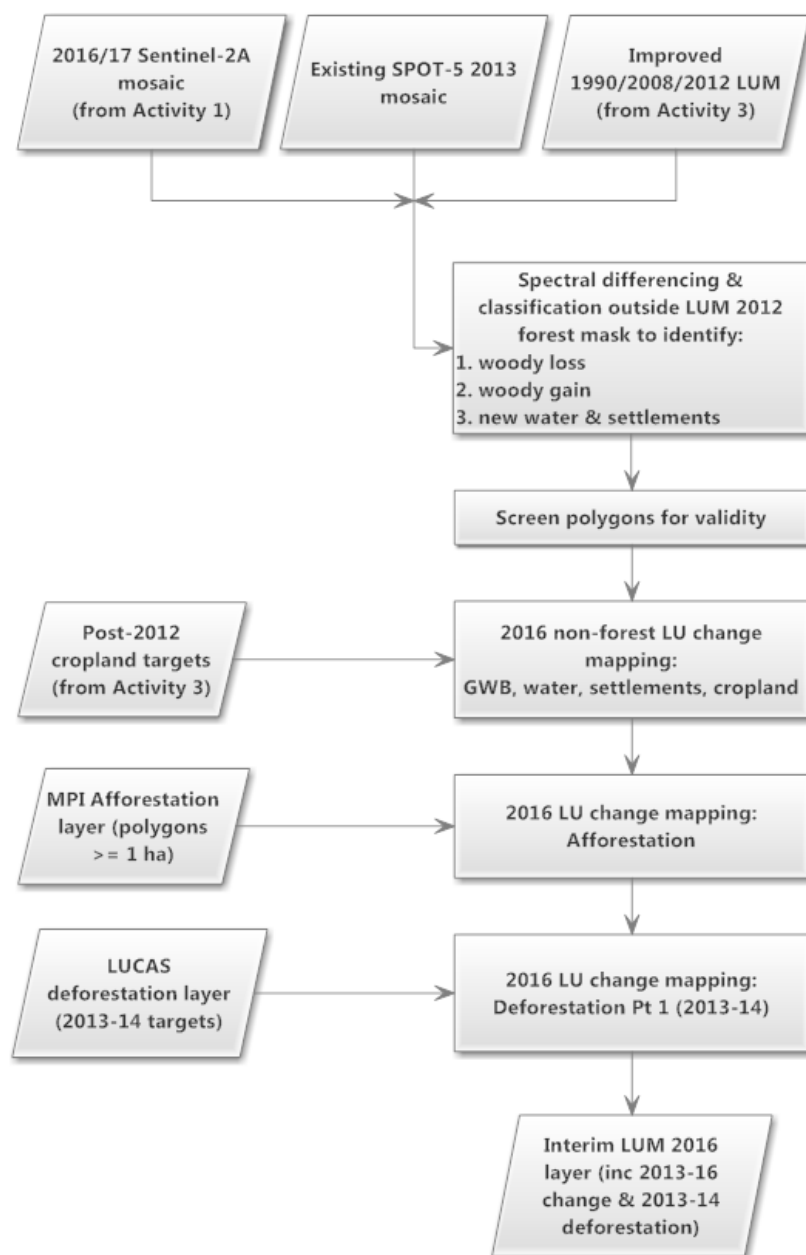 2016/17 Sentinel-2A
mosaic
(from Activity 1)
Existing SPOT-5 2013
mosaic
Improved
1990/2008/2012 LUM
(from Activity 3)
Spectral differencing &
classification outside LUM 2012
forest mask to identify:
1. woody loss
2. woody gain
3. new water & settlements
Screen polygons for validity
Post-2012
cropland targets
(from Activity 3)
2016 non-forest LU change
mapping:
GWB, water, settlements, cropland
MPI Afforestation
layer (polygons
>= 1 ha)
2016 LU change mapping:
Afforestation
LUCAS
deforestation layer
(2013-14 targets)
2016 LU change mapping:
Deforestation Pt 1 (2013-14)
Interim LUM 2016
layer (inc 2013-16
change & 2013-14
deforestation)